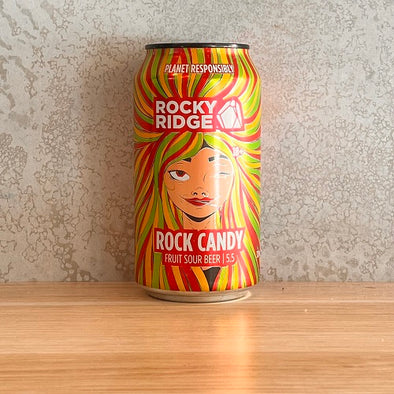 PLANET RESPONSIBLY
ROCKY
RIDGE
ROCK CANDY
FRUIT SOUR BEER | 5.5